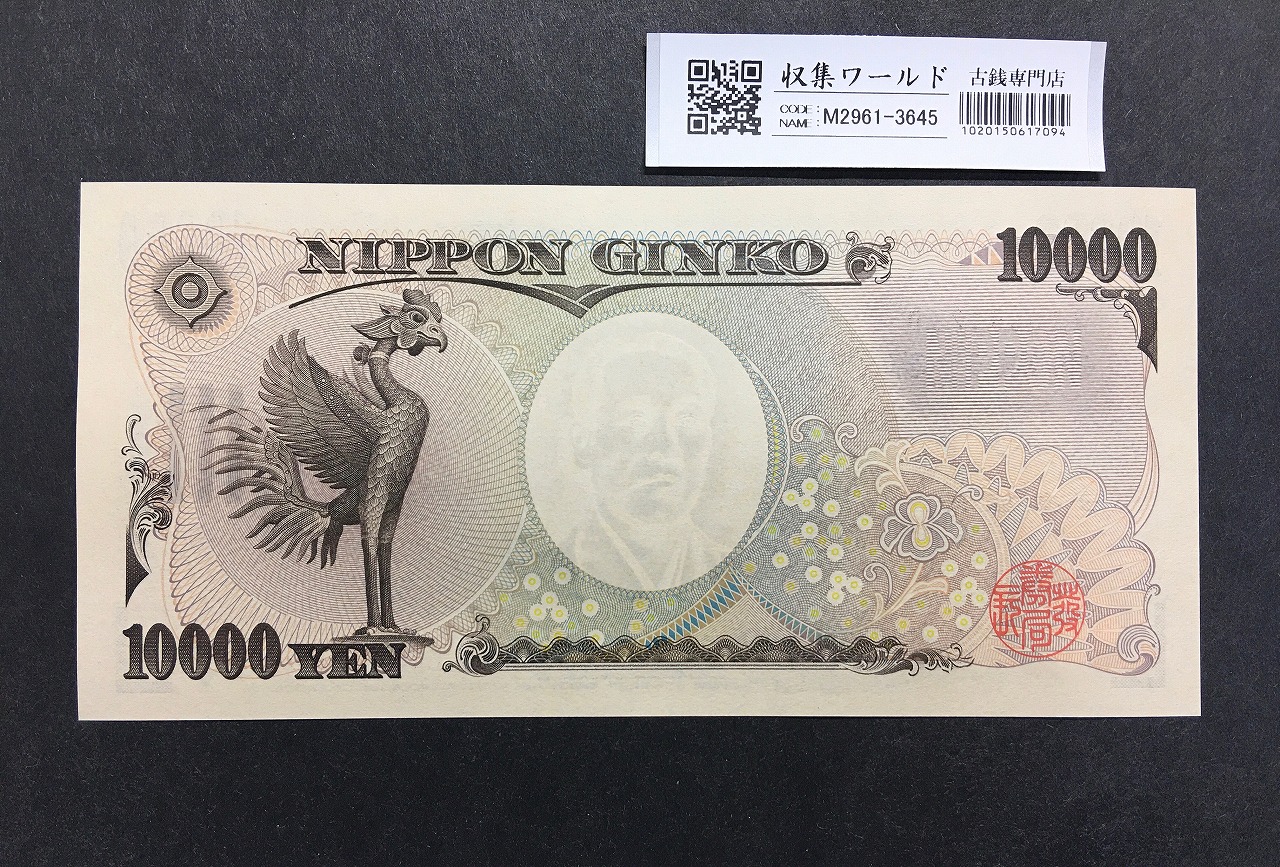 収集ワールド 古銭専門店
CODE:
NAME: M2961-3645
1020150617094
NIPPON GINKO 10000
10000 YEN